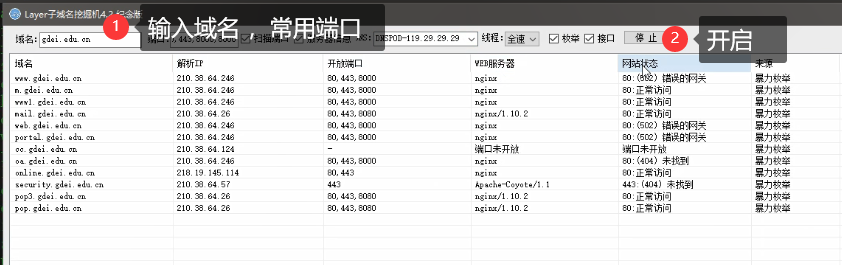 Layer子域名挖掘机4.2 纪念版
1 输入域名，常用端口
域名: gdei.edu.cn 扫描端口 服务器信息 DNS: DNSPOD-119.29.29.29 线程: 全速 枚举 接口 停 止
2 开启
域名 解析IP 开放端口 WEB服务器 网站状态 来源
www.gdei.edu.cn 210.38.64.246 80,443,8000 nginx 80:(502) 错误的网关 暴力枚举
m.gdei.edu.cn 210.38.64.246 80,443,8000 nginx 80:正常访问 暴力枚举
www1.gdei.edu.cn 210.38.64.246 80,443,8000 nginx 80:正常访问 暴力枚举
mail.gdei.edu.cn 210.38.64.26 80,443,8080 nginx/1.10.2 80:正常访问 暴力枚举
web.gdei.edu.cn 210.38.64.246 80,443,8000 nginx 80:(502) 错误的网关 暴力枚举
portal.gdei.edu.cn 210.38.64.246 80,443,8000 nginx 80:(502) 错误的网关 暴力枚举
cc.gdei.edu.cn 210.38.64.124 - 端口未开放 端口未开放 暴力枚举
oa.gdei.edu.cn 210.38.64.246 80,443,8000 nginx 80:(404) 未找到 暴力枚举
online.gdei.edu.cn 218.19.145.114 80,443 nginx 80:正常访问 暴力枚举
security.gdei.edu.cn 210.38.64.57 443 Apache-Coyote/1.1 443:(404) 未找到 暴力枚举
pop3.gdei.edu.cn 210.38.64.26 80,443,8080 nginx/1.10.2 80:正常访问 暴力枚举
pop.gdei.edu.cn 210.38.64.26 80,443,8080 nginx/1.10.2 80:正常访问 暴力枚举